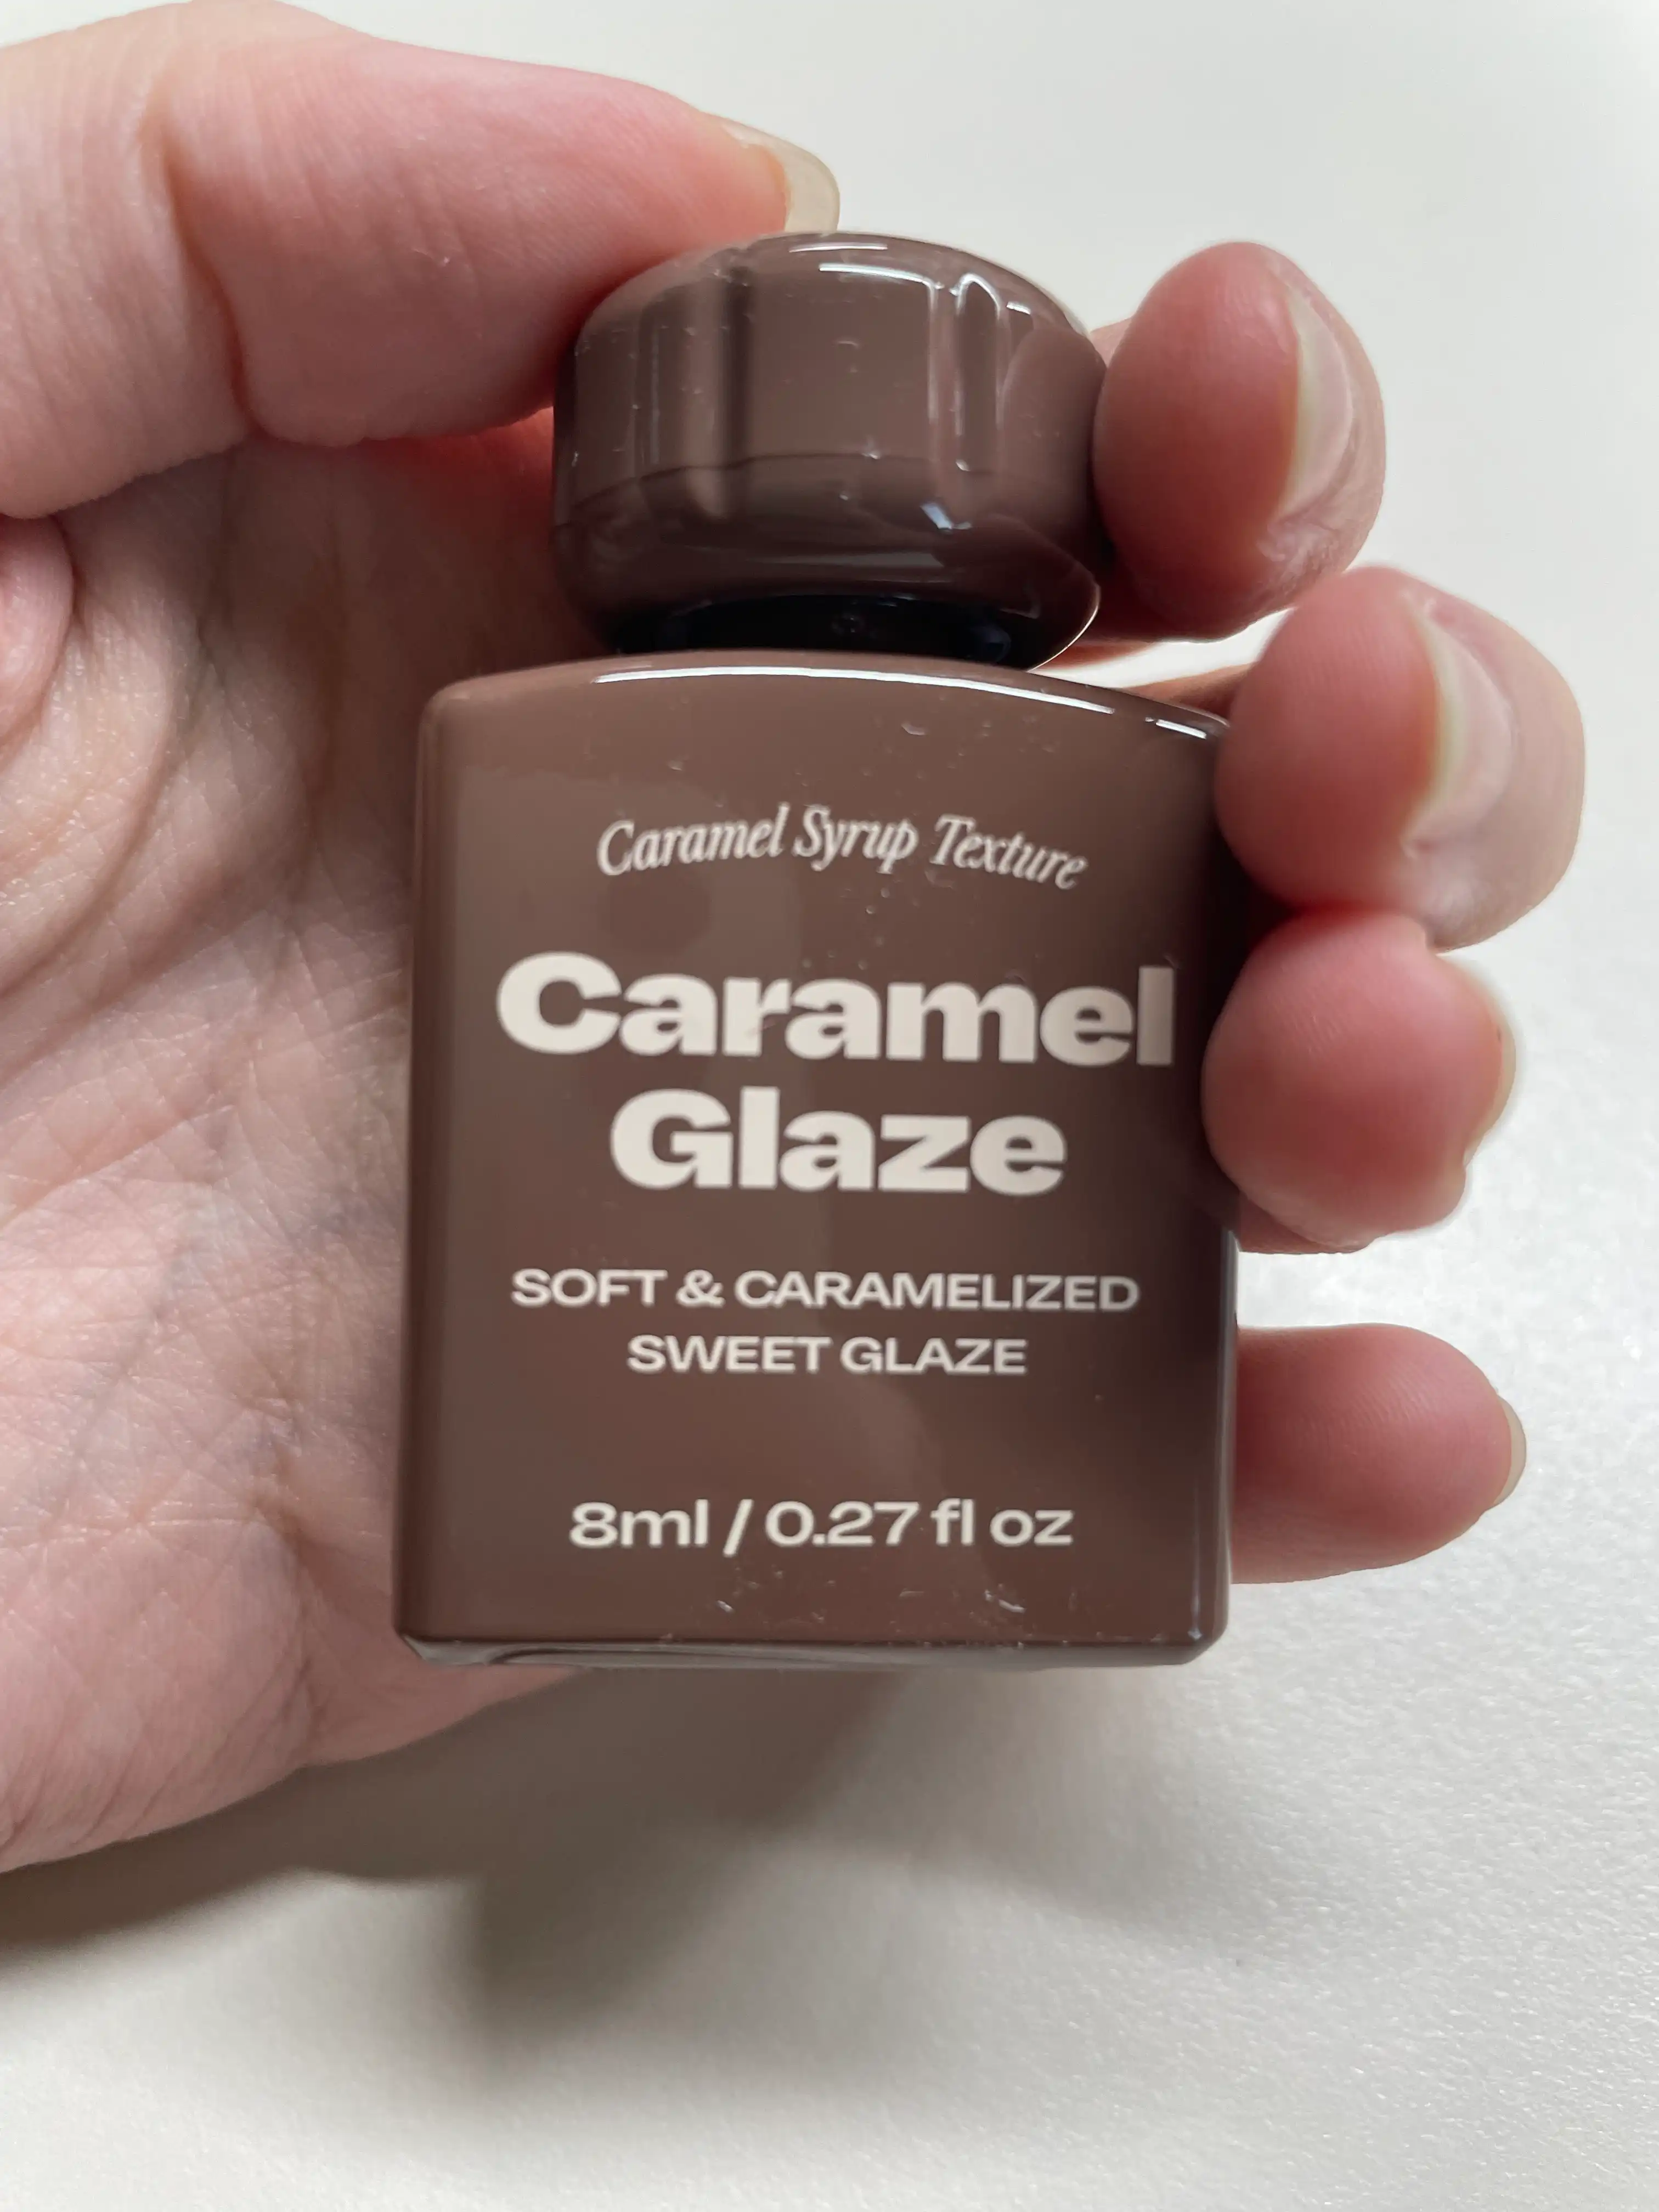 Caramel Syrup Texture
Caramel
Glaze
SOFT & CARAMELIZED
SWEET GLAZE
8ml / 0.27 fl oz